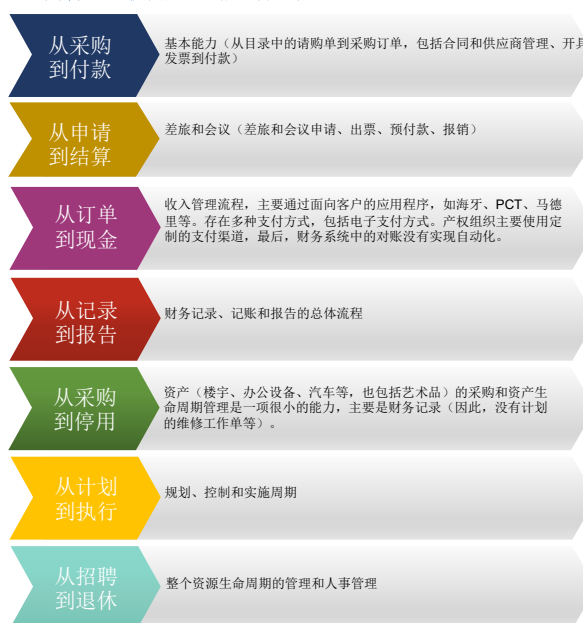 从采购
到付款
基本能力（从目录中的请购单到采购订单，包括合同和供应商管理、开具
发票到付款）
从申请
到结算
差旅和会议（差旅和会议申请、出票、预付款、报销）
从订单
到现金
收入管理流程，主要通过面向客户的应用程序，如海牙、PCT、马德
里等。存在多种支付方式，包括电子支付方式。产权组织主要使用定
制的支付渠道，最后，财务系统中的对账没有实现自动化。
从记录
到报告
财务记录、记账和报告的总体流程
从采购
到停用
资产（楼宇、办公设备、汽车等，也包括艺术品）的采购和资产生
命周期管理是一项很小的能力，主要是财务记录（因此，没有计划
的维修工作单等）。
从计划
到执行
规划、控制和实施周期
从招聘
到退休
整个资源生命周期的管理和人事管理